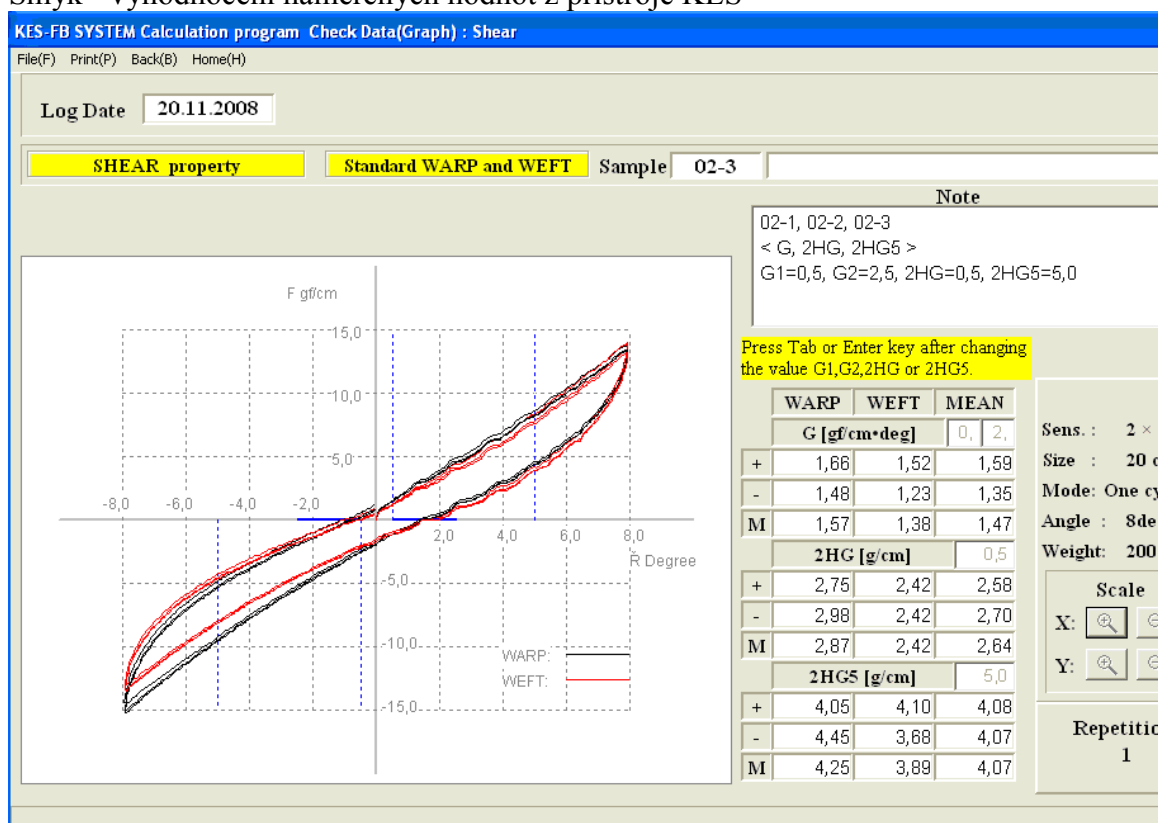 Smyk - Vyhodnocení naměřených hodnot z přístroje KES
KES-FB SYSTEM Calculation program Check Data(Graph) : Shear
File(F) Print(P) Back(B) Home(H)
Log Date 20.11.2008
SHEAR property Standard WARP and WEFT Sample 02-3
Note
02-1, 02-2, 02-3
< G, 2HG, 2HG5 >
G1=0,5, G2=2,5, 2HG=0,5, 2HG5=5,0
F gf/cm
15,0
10,0
5,0
-8,0 -6,0 -4,0 -2,0
2,0 4,0 6,0 8,0
Ř Degree
-5,0
-10,0
-15,0
WARP:
WEFT:
Press Tab or Enter key after changing
the value G1,G2,2HG or 2HG5.
WARP WEFT MEAN
G [gf/cm•deg] 0, 2,
+ 1,66 1,52 1,59
- 1,48 1,23 1,35
M 1,57 1,38 1,47
2HG [g/cm] 0,5
+ 2,75 2,42 2,58
- 2,98 2,42 2,70
M 2,87 2,42 2,64
2HG5 [g/cm] 5,0
+ 4,05 4,10 4,08
- 4,45 3,68 4,07
M 4,25 3,89 4,07
Sens. : 2 ×
Size : 20 c
Mode: One cy
Angle : 8de
Weight: 200
Scale
X:
Y:
Repetitio
1